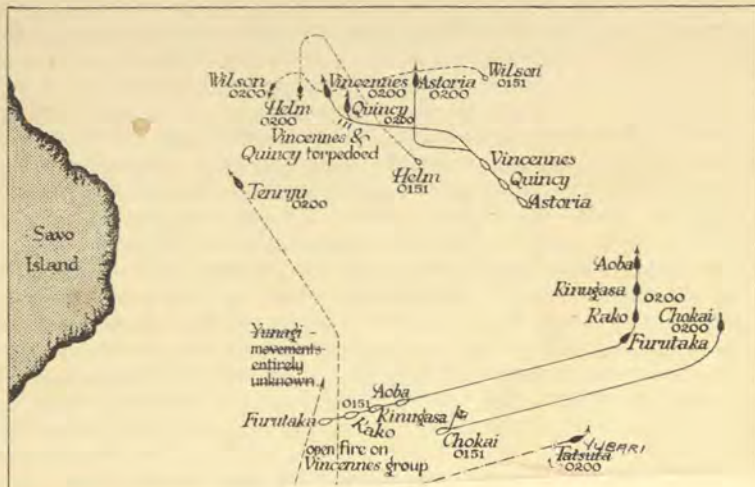 Wilson
0200
Vincennes
0200
Astoria
0200
Wilson
0151
Helm
0200
Quincy
0200
Vincennes &
Quincy torpedoed
Helm
0151
Vincennes
Quincy
Astoria
Tenryu
0200
Savo
Island
Aoba
Kinugasa
0200
Kako
Chokai
0200
Furutaka
Yunagi -
movements
entirely
unknown.
0151
Aoba
Furutaka
Kako
Kinugasa
Chokai
0151
open fire on
Vincennes group
YUBARI
Tatsuta
0200